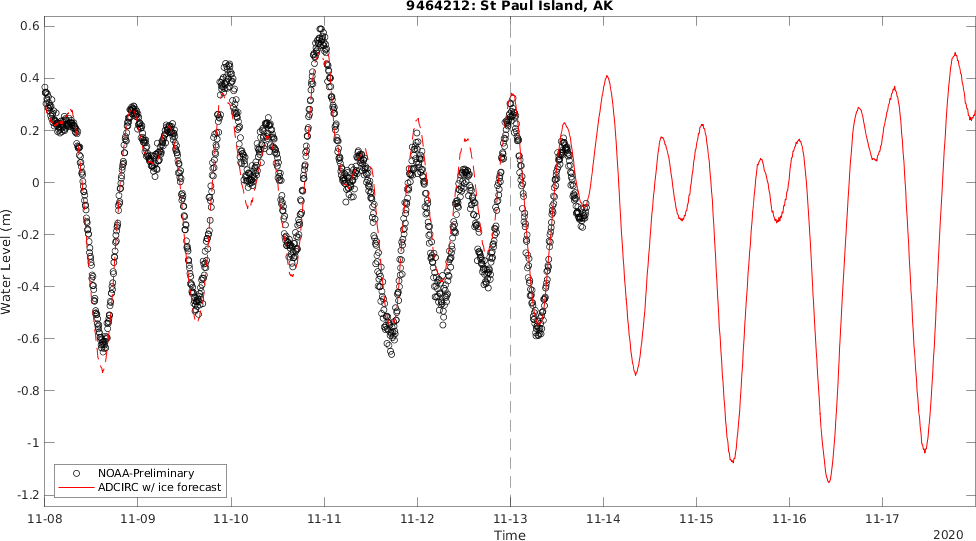 9464212: St Paul Island, AK
0.6
0.4
0.2
0
-0.2
-0.4
-0.6
-0.8
-1
-1.2
Water Level (m)
NOAA-Preliminary
ADCIRC w/ ice forecast
11-08 11-09 11-10 11-11 11-12 11-13 11-14 11-15 11-16 11-17
Time
2020